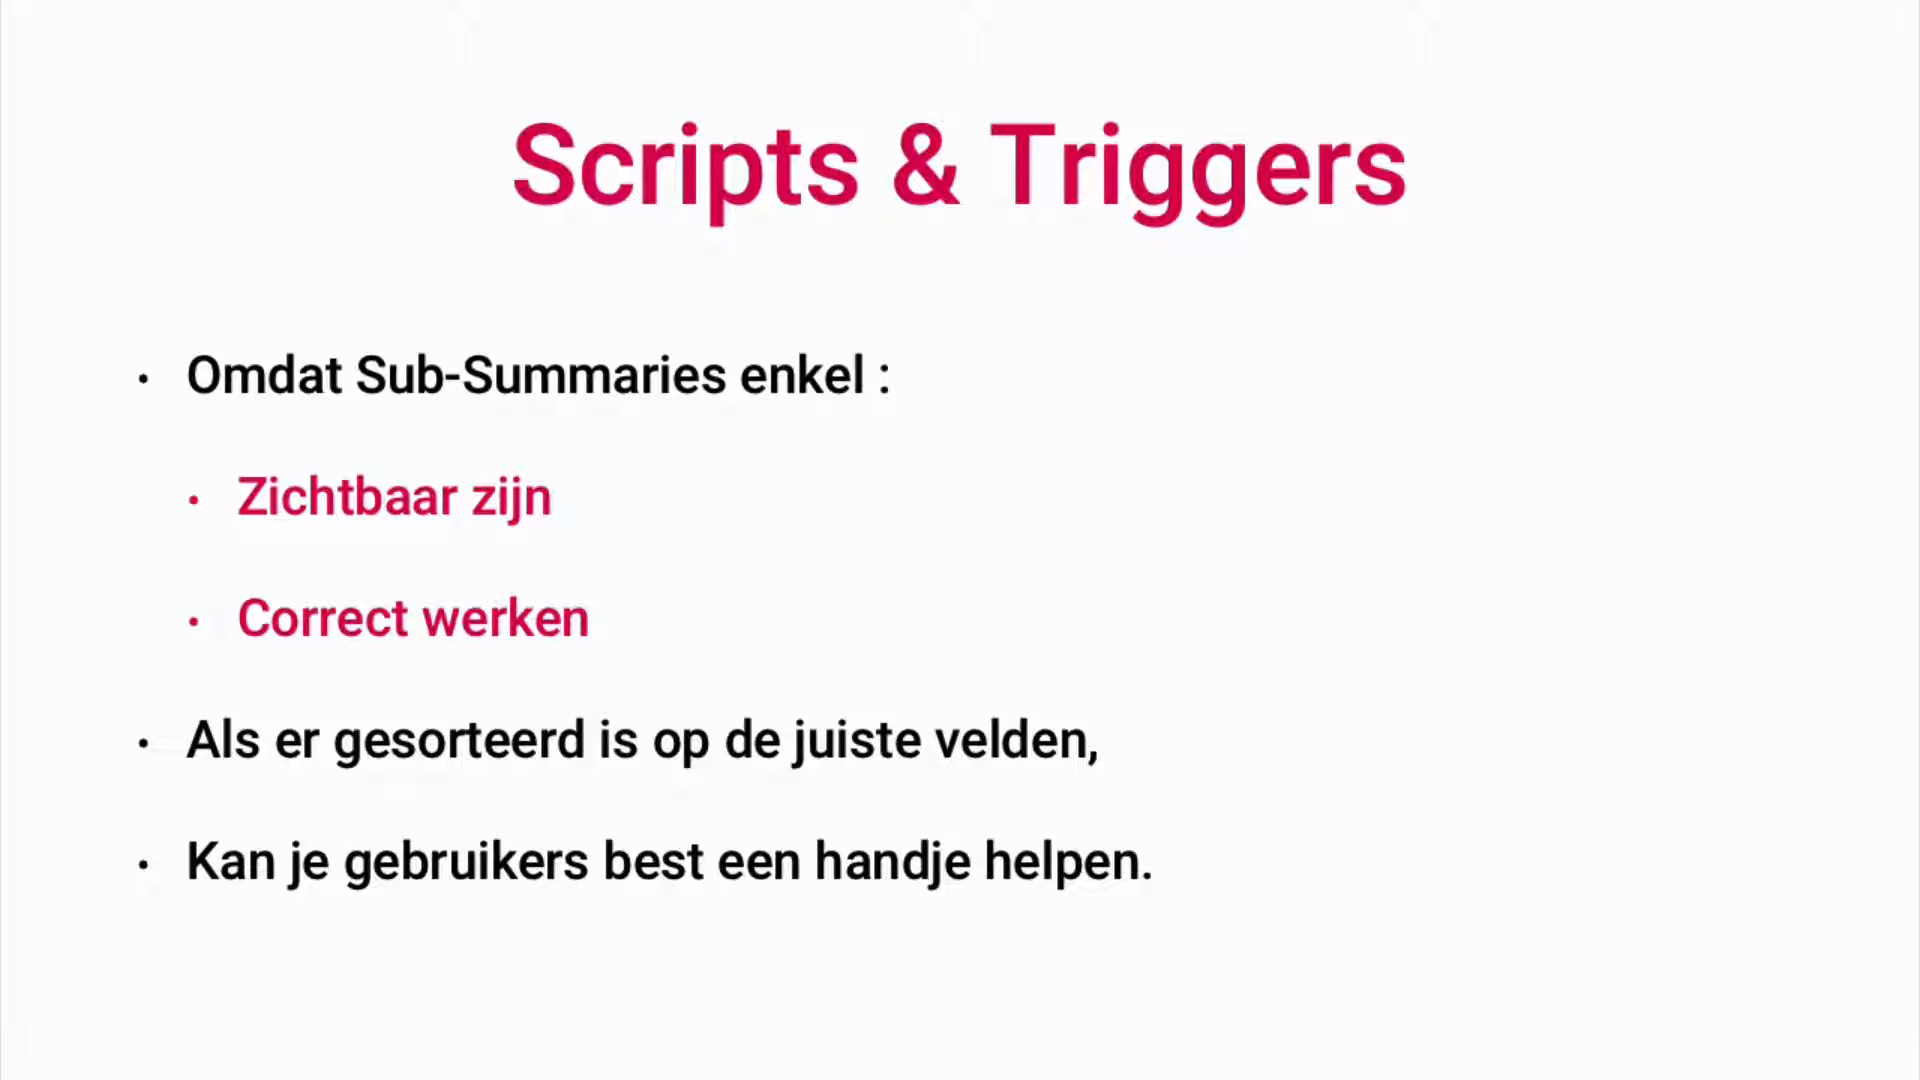 Scripts & Triggers
• Omdat Sub-Summaries enkel :
• Zichtbaar zijn
• Correct werken
• Als er gesorteerd is op de juiste velden,
• Kan je gebruikers best een handje helpen.